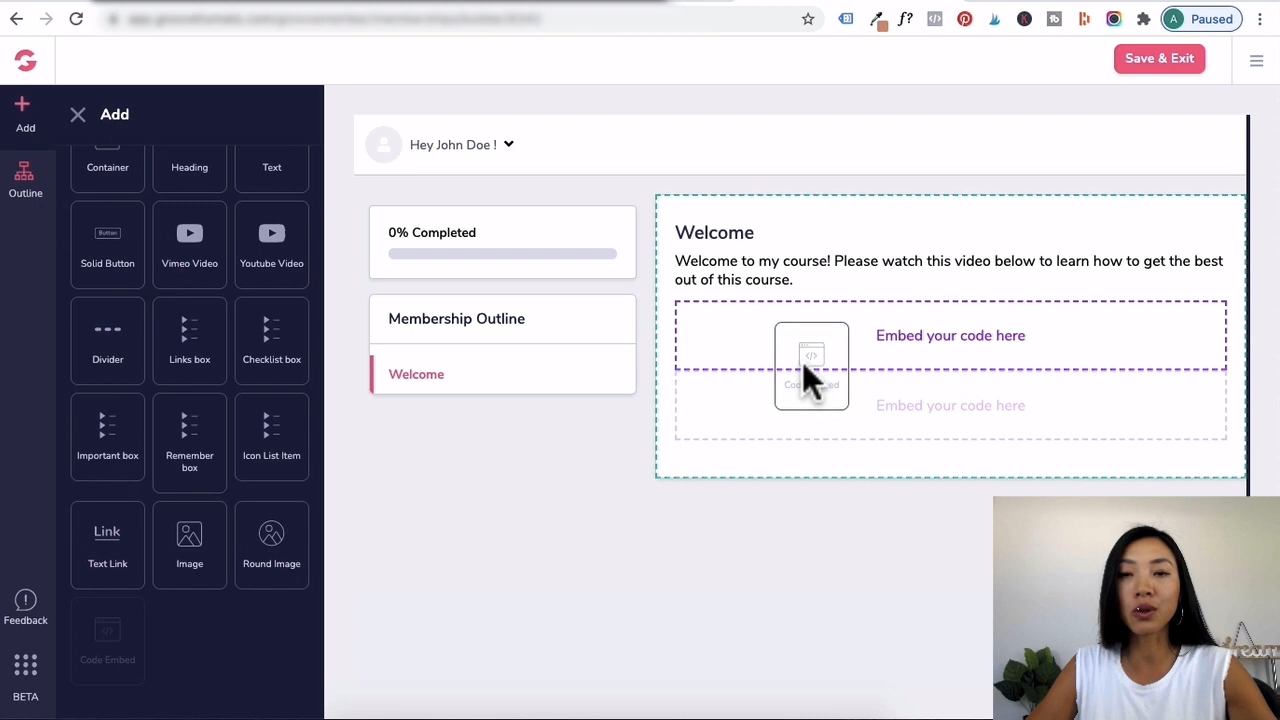 f?
A
Paused
Save & Exit
Add
Add
Outline
Container
Heading
Text
Button
Solid Button
Vimeo Video
Youtube Video
Divider
Links box
Checklist box
Important box
Remember
box
Icon List Item
Link
Text Link
Image
Round Image
Code Embed
Feedback
BETA
Hey John Doe !
0% Completed
Membership Outline
Welcome
Welcome
Welcome to my course! Please watch this video below to learn how to get the best
out of this course.
Embed your code here
Embed your code here